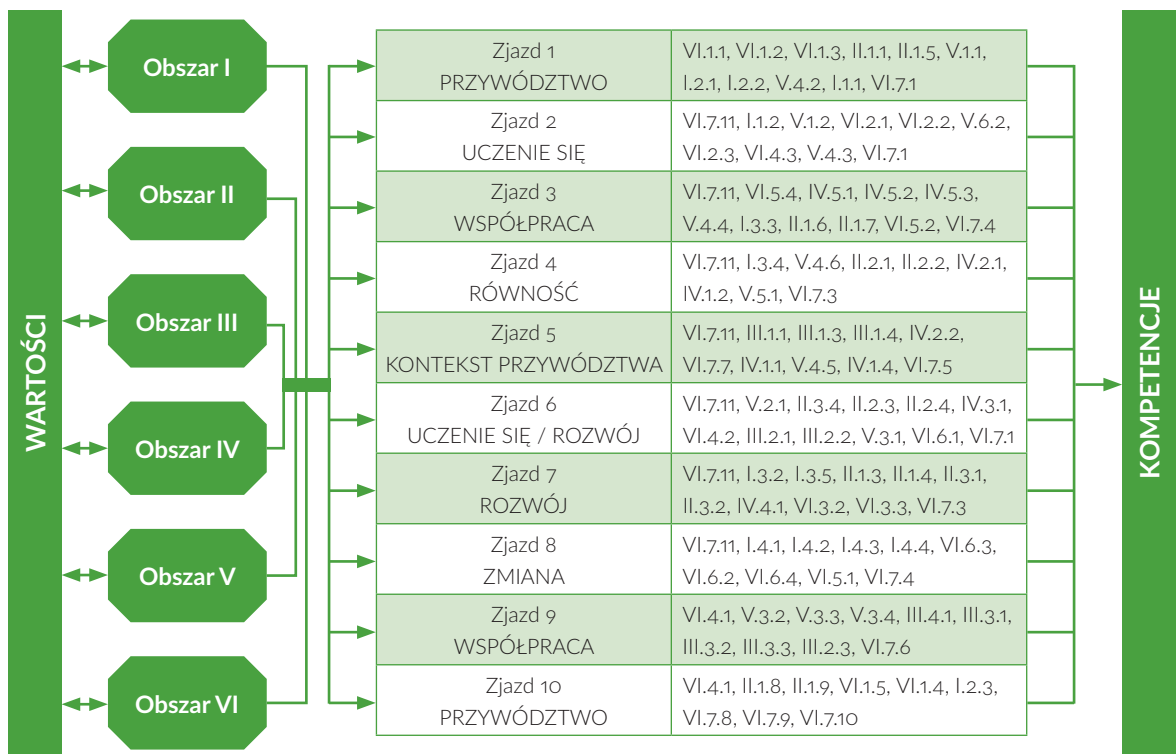 WARTOŚCI
Obszar I
Obszar II
Obszar III
Obszar IV
Obszar V
Obszar VI
Zjazd 1
PRZYWÓDZTWO
VI.1.1, VI.1.2, VI.1.3, II.1.1, II.1.5, V.1.1,
I.2.1, I.2.2, V.4.2, I.1.1, VI.7.1
Zjazd 2
UCZENIE SIĘ
VI.7.11, I.1.2, V.1.2, VI.2.1, VI.2.2, V.6.2,
VI.2.3, VI.4.3, V.4.3, VI.7.1
Zjazd 3
WSPÓŁPRACA
VI.7.11, VI.5.4, IV.5.1, IV.5.2, IV.5.3,
V.4.4, I.3.3, II.1.6, II.1.7, VI.5.2, VI.7.4
Zjazd 4
RÓWNOŚĆ
VI.7.11, I.3.4, V.4.6, II.2.1, II.2.2, IV.2.1,
IV.1.2, V.5.1, VI.7.3
Zjazd 5
KONTEKST PRZYWÓDZTWA
VI.7.11, III.1.1, III.1.3, III.1.4, IV.2.2,
VI.7.7, IV.1.1, V.4.5, IV.1.4, VI.7.5
Zjazd 6
UCZENIE SIĘ / ROZWÓJ
VI.7.11, V.2.1, II.3.4, II.2.3, II.2.4, IV.3.1,
VI.4.2, III.2.1, III.2.2, V.3.1, VI.6.1, VI.7.1
Zjazd 7
ROZWÓJ
VI.7.11, I.3.2, I.3.5, II.1.3, II.1.4, II.3.1,
II.3.2, IV.4.1, VI.3.2, VI.3.3, VI.7.3
Zjazd 8
ZMIANA
VI.7.11, I.4.1, I.4.2, I.4.3, I.4.4, VI.6.3,
VI.6.2, VI.6.4, VI.5.1, VI.7.4
Zjazd 9
WSPÓŁPRACA
VI.4.1, V.3.2, V.3.3, V.3.4, III.4.1, III.3.1,
III.3.2, III.3.3, III.2.3, VI.7.6
Zjazd 10
PRZYWÓDZTWO
VI.4.1, II.1.8, II.1.9, VI.1.5, VI.1.4, I.2.3,
VI.7.8, VI.7.9, VI.7.10
KOMPETENCJE